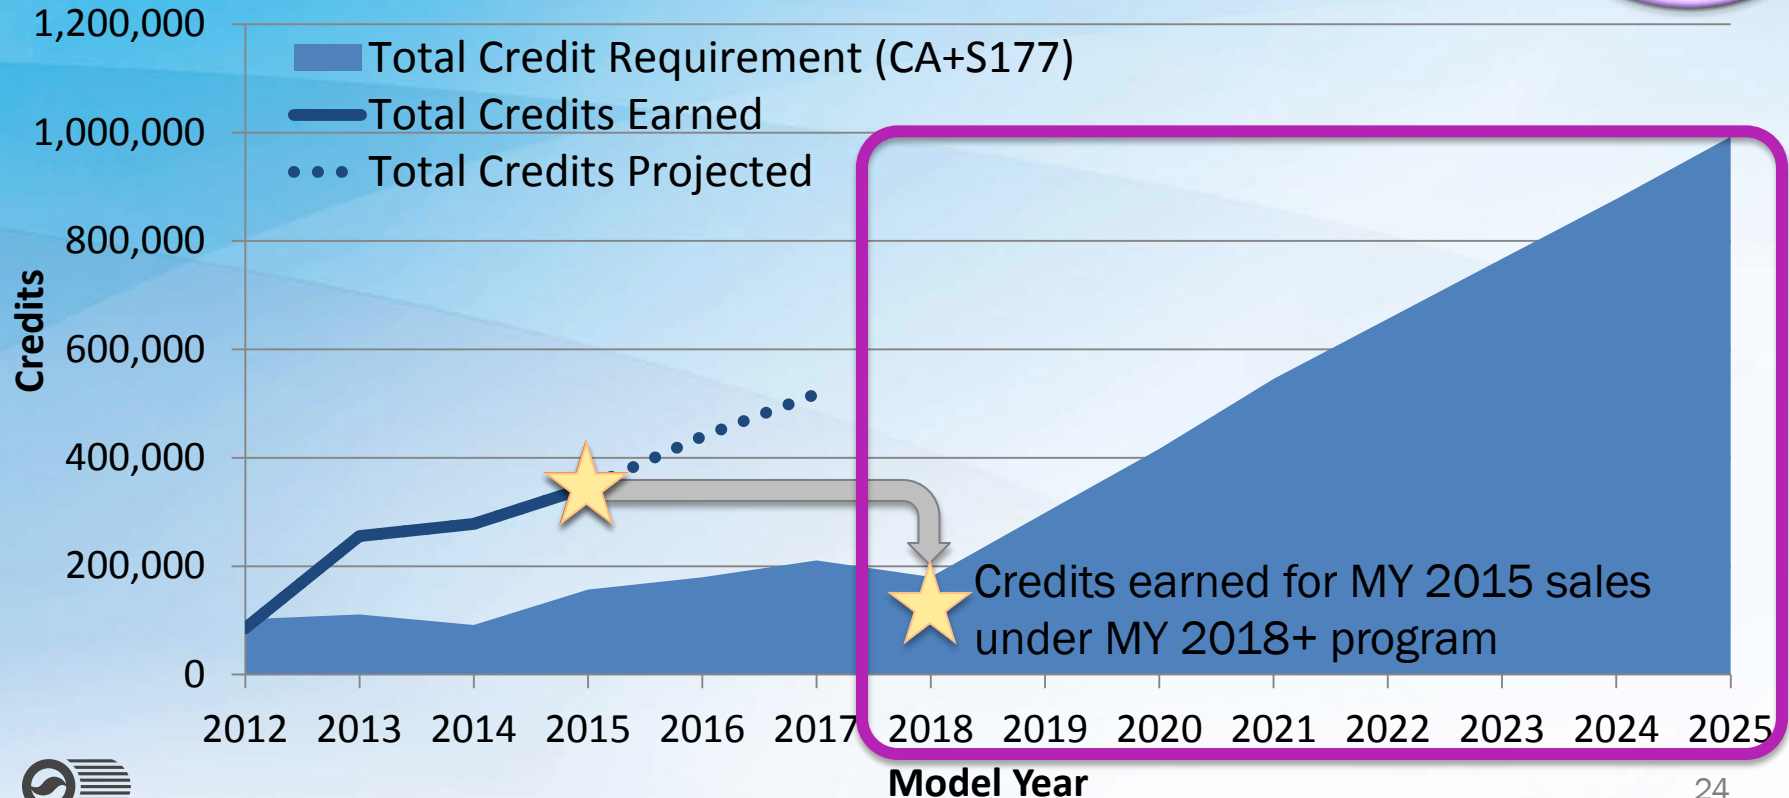 1,200,000
Total Credit Requirement (CA+S177)
Total Credits Earned
1,000,000
Total Credits Projected
800,000
Credits
600,000
400,000
200,000
Credits earned for MY 2015 sales
under MY 2018+ program
0
2012 2013 2014 2015 2016 2017 2018 2019 2020 2021 2022 2023 2024 2025
Model Year
24